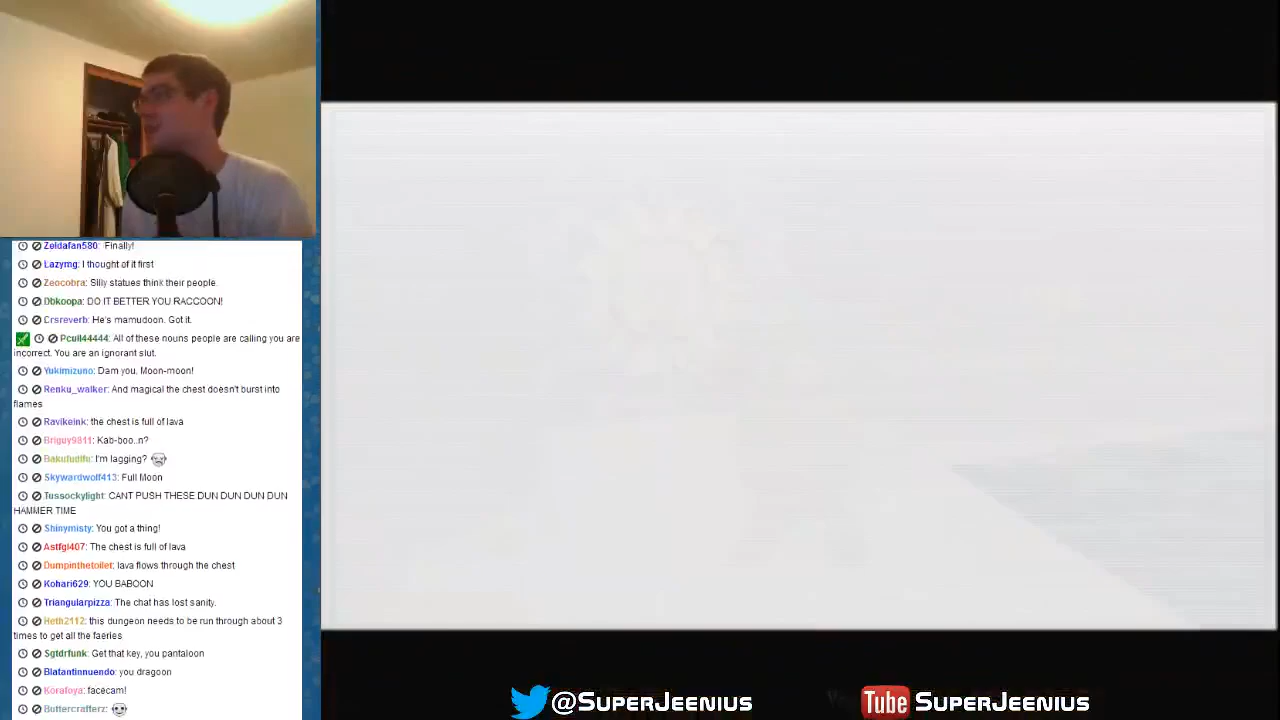 Zeldafan580: Finally!
Lazymg: I thought of it first
Zeocobra: Silly statues think their people.
Dbkoopa: DO IT BETTER YOU RACCOON!
Crsreverb: He's mamudoon. Got it.
Pcull44444: All of these nouns people are calling you are
incorrect. You are an ignorant slut.
Yukimizuno: Dam you, Moon-moon!
Renku_walker: And magical the chest doesn't burst into
flames
Ravikeink: the chest is full of lava
Briguy9811: Kab-boo..n?
Bakufudifu: I'm lagging?
Skywardwolf413: Full Moon
Tussockylight: CANT PUSH THESE DUN DUN DUN DUN
HAMMER TIME
Shinymisty: You got a thing!
Astfgl407: The chest is full of lava
Dumpinthetoilet: lava flows through the chest
Kohari629: YOU BABOON
Triangularpizza: The chat has lost sanity.
Heth2112: this dungeon needs to be run through about 3
times to get all the faeries
Sgtdrfunk: Get that key, you pantaloon
Blatantinnuendo: you dragoon
Korafoya: facecam!
Buttercrafterz:
@SuperJeenius
Tube SuperJeenius